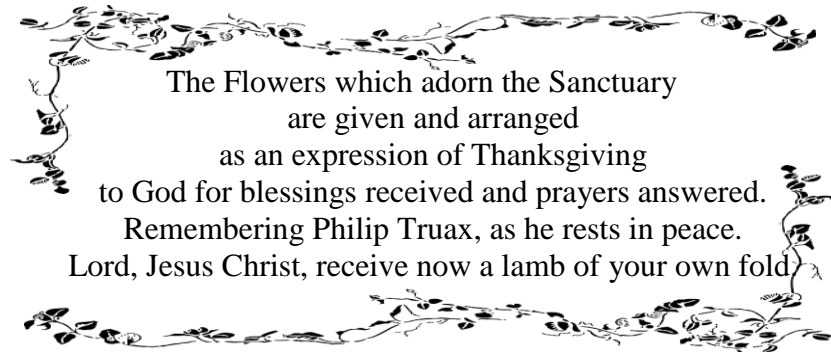 The Flowers which adorn the Sanctuary
are given and arranged
as an expression of Thanksgiving
to God for blessings received and prayers answered.
Remembering Philip Truax, as he rests in peace.
Lord, Jesus Christ, receive now a lamb of your own fold.